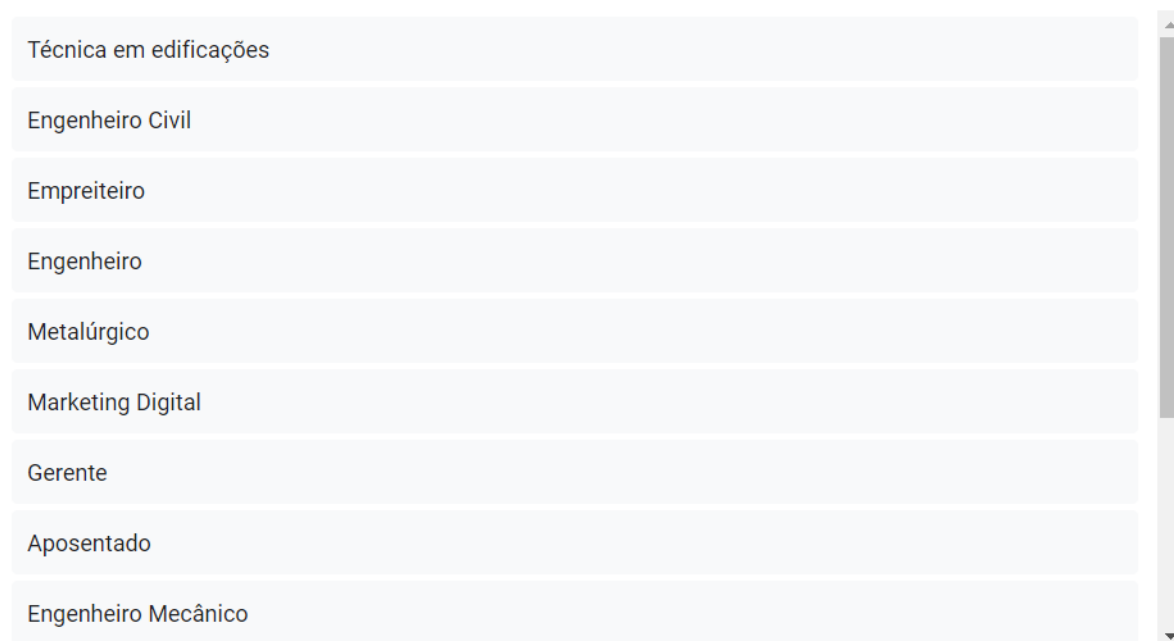 Técnica em edificações
Engenheiro Civil
Empreiteiro
Engenheiro
Metalúrgico
Marketing Digital
Gerente
Aposentado
Engenheiro Mecânico